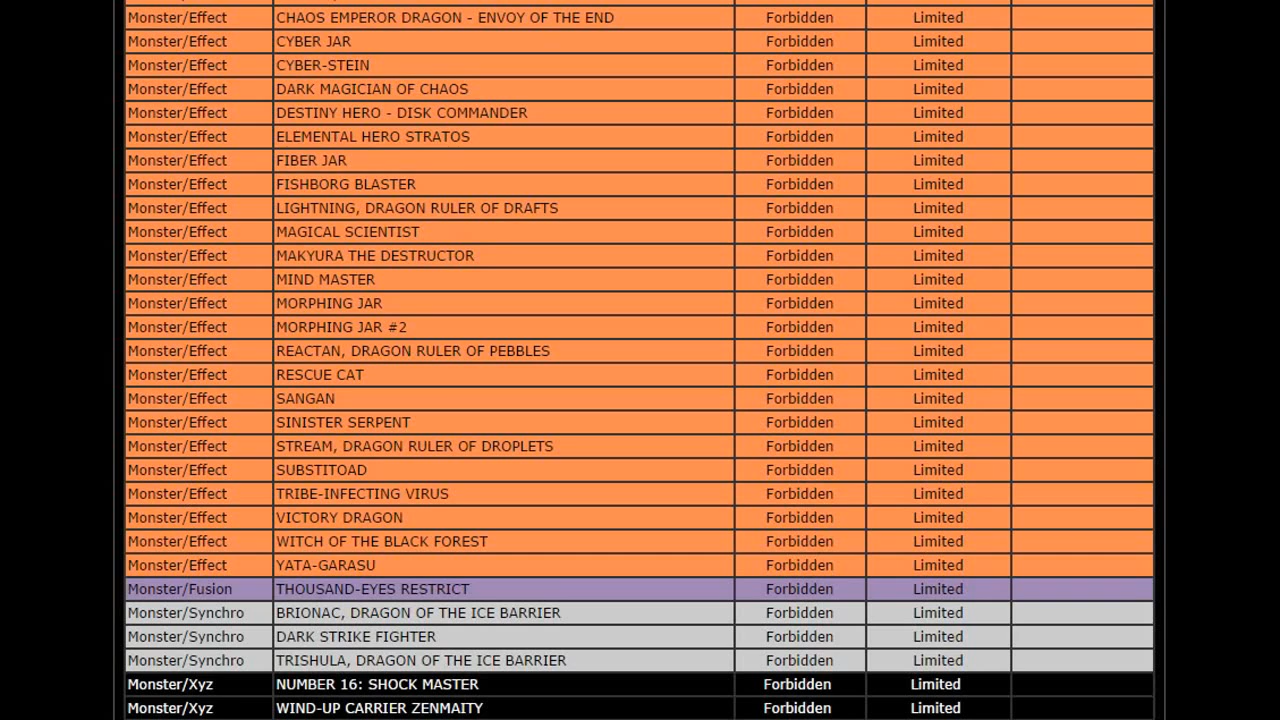 Monster/Effect CHAOS EMPEROR DRAGON - ENVOY OF THE END Forbidden Limited
Monster/Effect CYBER JAR Forbidden Limited
Monster/Effect CYBER-STEIN Forbidden Limited
Monster/Effect DARK MAGICIAN OF CHAOS Forbidden Limited
Monster/Effect DESTINY HERO - DISK COMMANDER Forbidden Limited
Monster/Effect ELEMENTAL HERO STRATOS Forbidden Limited
Monster/Effect FIBER JAR Forbidden Limited
Monster/Effect FISHBORG BLASTER Forbidden Limited
Monster/Effect LIGHTNING, DRAGON RULER OF DRAFTS Forbidden Limited
Monster/Effect MAGICAL SCIENTIST Forbidden Limited
Monster/Effect MAKYURA THE DESTRUCTOR Forbidden Limited
Monster/Effect MIND MASTER Forbidden Limited
Monster/Effect MORPHING JAR Forbidden Limited
Monster/Effect MORPHING JAR #2 Forbidden Limited
Monster/Effect REACTAN, DRAGON RULER OF PEBBLES Forbidden Limited
Monster/Effect RESCUE CAT Forbidden Limited
Monster/Effect SANGAN Forbidden Limited
Monster/Effect SINISTER SERPENT Forbidden Limited
Monster/Effect STREAM, DRAGON RULER OF DROPLETS Forbidden Limited
Monster/Effect SUBSTITOAD Forbidden Limited
Monster/Effect TRIBE-INFECTING VIRUS Forbidden Limited
Monster/Effect VICTORY DRAGON Forbidden Limited
Monster/Effect WITCH OF THE BLACK FOREST Forbidden Limited
Monster/Effect YATA-GARASU Forbidden Limited
Monster/Fusion THOUSAND-EYES RESTRICT Forbidden Limited
Monster/Synchro BRIONAC, DRAGON OF THE ICE BARRIER Forbidden Limited
Monster/Synchro DARK STRIKE FIGHTER Forbidden Limited
Monster/Synchro TRISHULA, DRAGON OF THE ICE BARRIER Forbidden Limited
Monster/Xyz NUMBER 16: SHOCK MASTER Forbidden Limited
Monster/Xyz WIND-UP CARRIER ZENMAITY Forbidden Limited